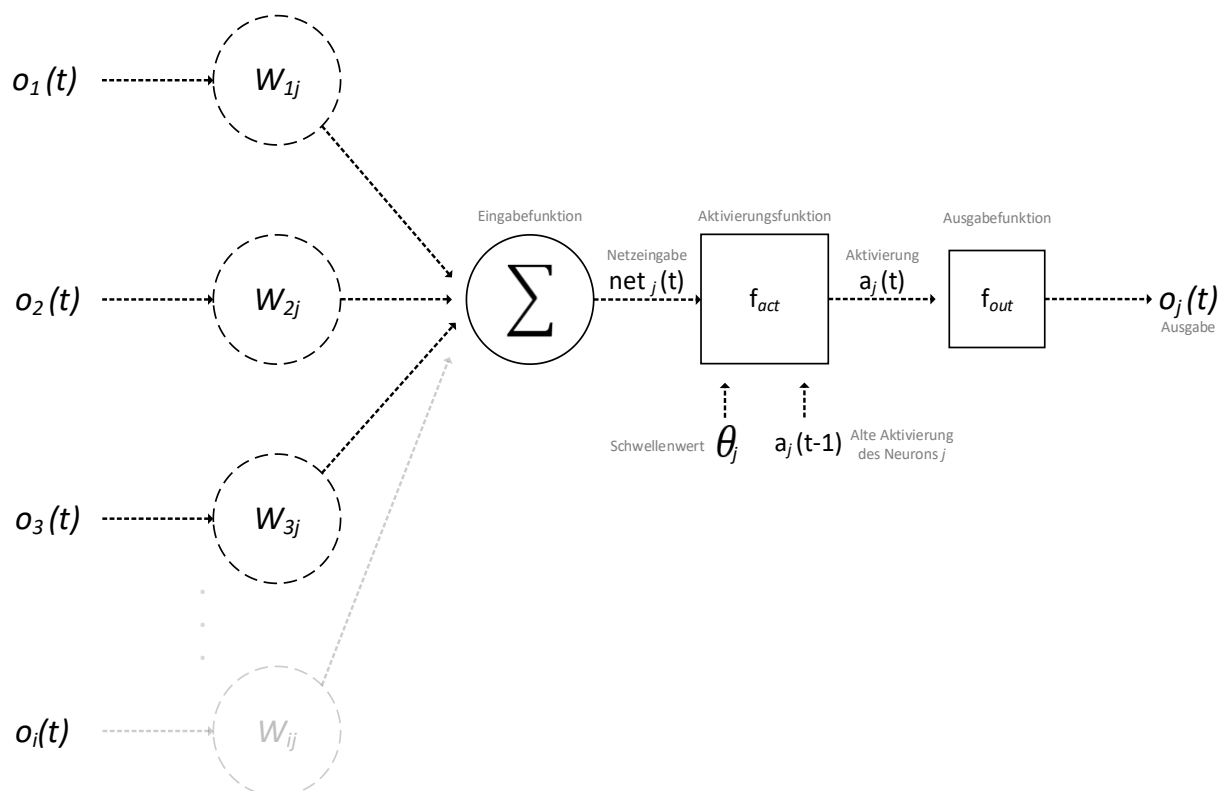 o1 (t)
W1j
Eingabefunktion
Aktivierungsfunktion
Ausgabefunktion
o2 (t)
W2j
∑
Netzeingabe
net j (t)
fact
Aktivierung
aj (t)
fout
oj (t)
Ausgabe
Schwellenwert θj
aj (t-1) Alte Aktivierung
des Neurons j
o3 (t)
W3j
oi(t)
Wij